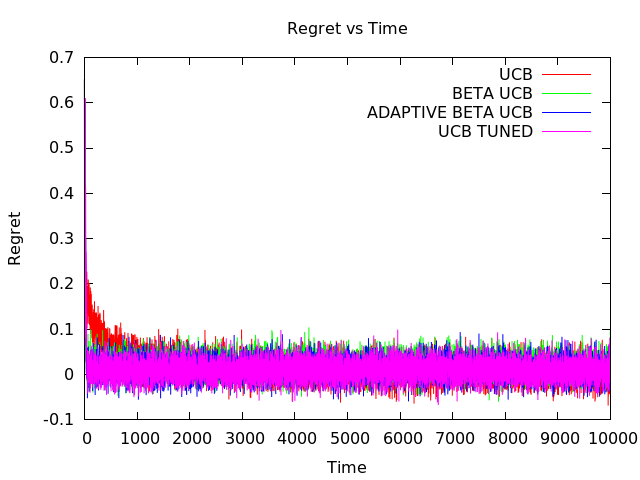 Regret vs Time
0.7
0.6
0.5
0.4
0.3
0.2
0.1
0
-0.1
Regret
UCB
BETA UCB
ADAPTIVE BETA UCB
UCB TUNED
0 1000 2000 3000 4000 5000 6000 7000 8000 9000 10000
Time